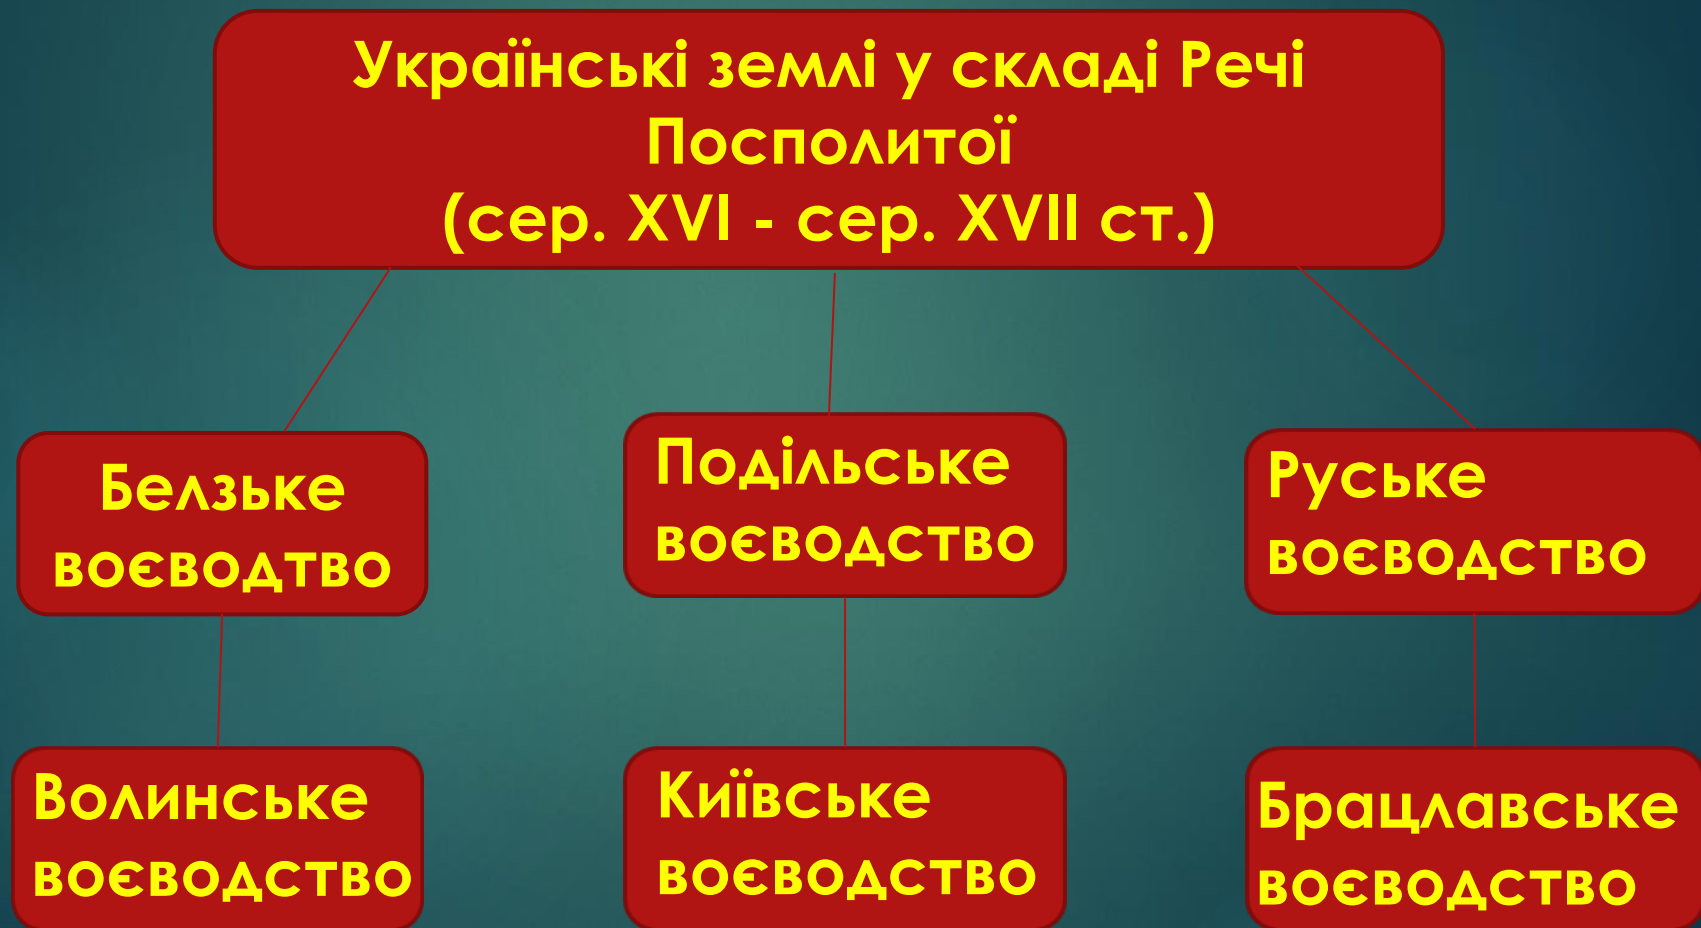 Українські землі у складі Речі
Посполитої
(сер. XVI - сер. XVII ст.)
Белзьке
воєводтво
Подільське
воєводство
Руське
воєводство
Волинське
воєводство
Київське
воєводство
Брацлавське
воєводство